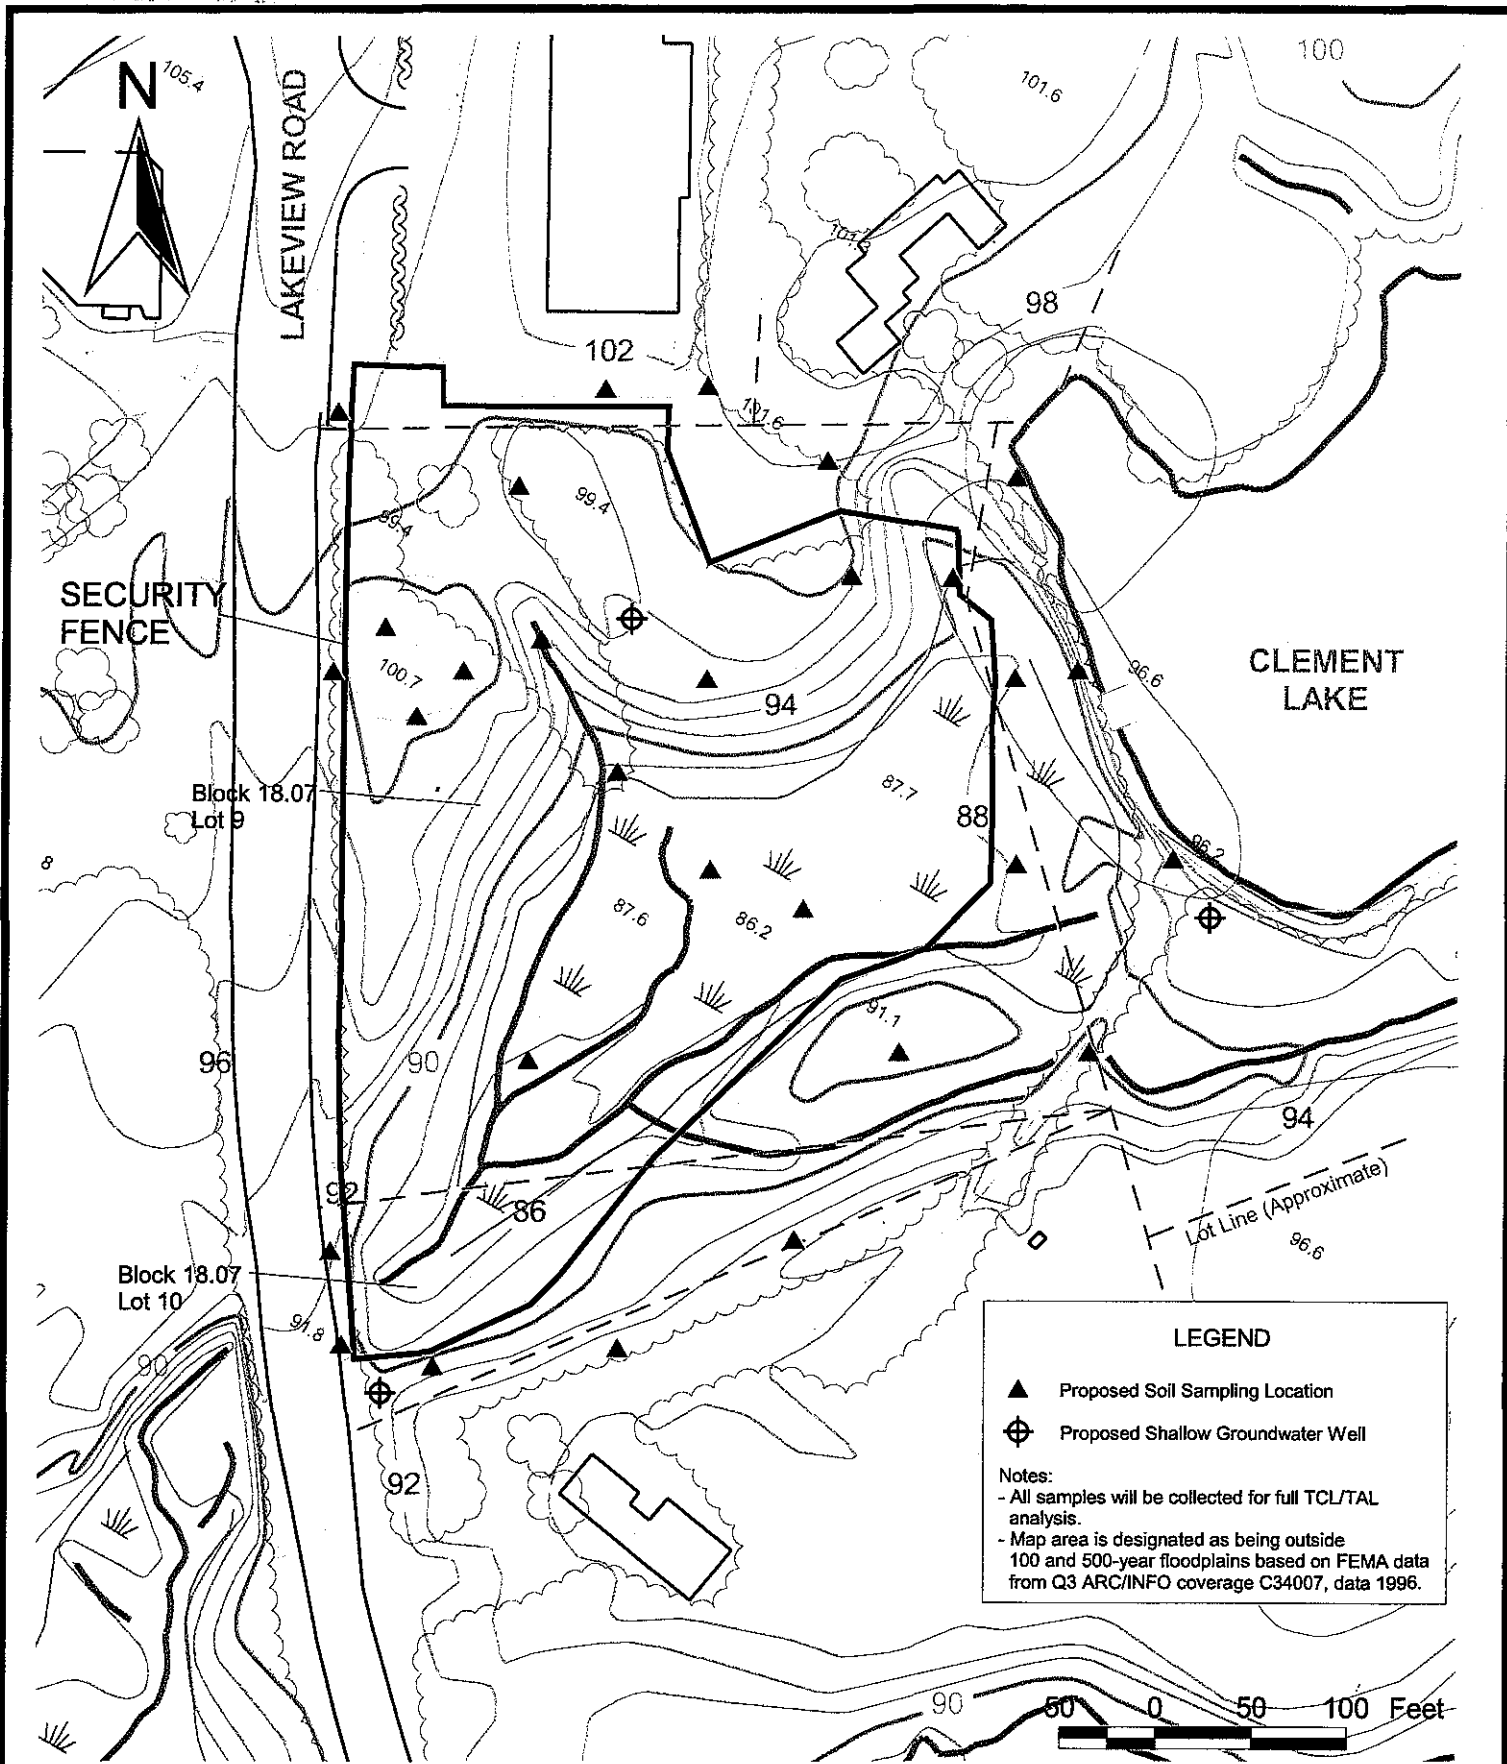 N
105.4
LAKEVIEW ROAD
100
101.6
98
102
101.6
99.4
99.4
SECURITY
FENCE
100.7
94
96.6
CLEMENT
LAKE
Block 18.07
Lot 9
87.7
88
96.2
8
87.6
86.2
91.1
96
90
94
92
86
Lot Line (Approximate)
96.6
Block 18.07
Lot 10
91.8
90
92
LEGEND
Proposed Soil Sampling Location
Proposed Shallow Groundwater Well
Notes:
- All samples will be collected for full TCL/TAL
analysis.
- Map area is designated as being outside
100 and 500-year floodplains based on FEMA data
from Q3 ARC/INFO coverage C34007, data 1996.
90
50 0 50 100 Feet